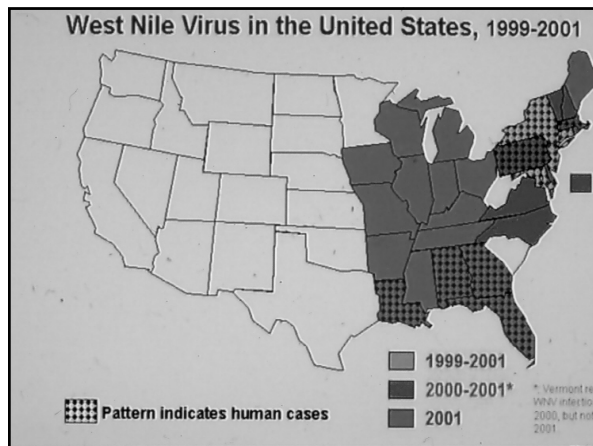 West Nile Virus in the United States, 1999-2001
1999-2001
2000-2001*
2001
Pattern indicates human cases
*: Vermont re
WNV infectio
2000, but not
2001